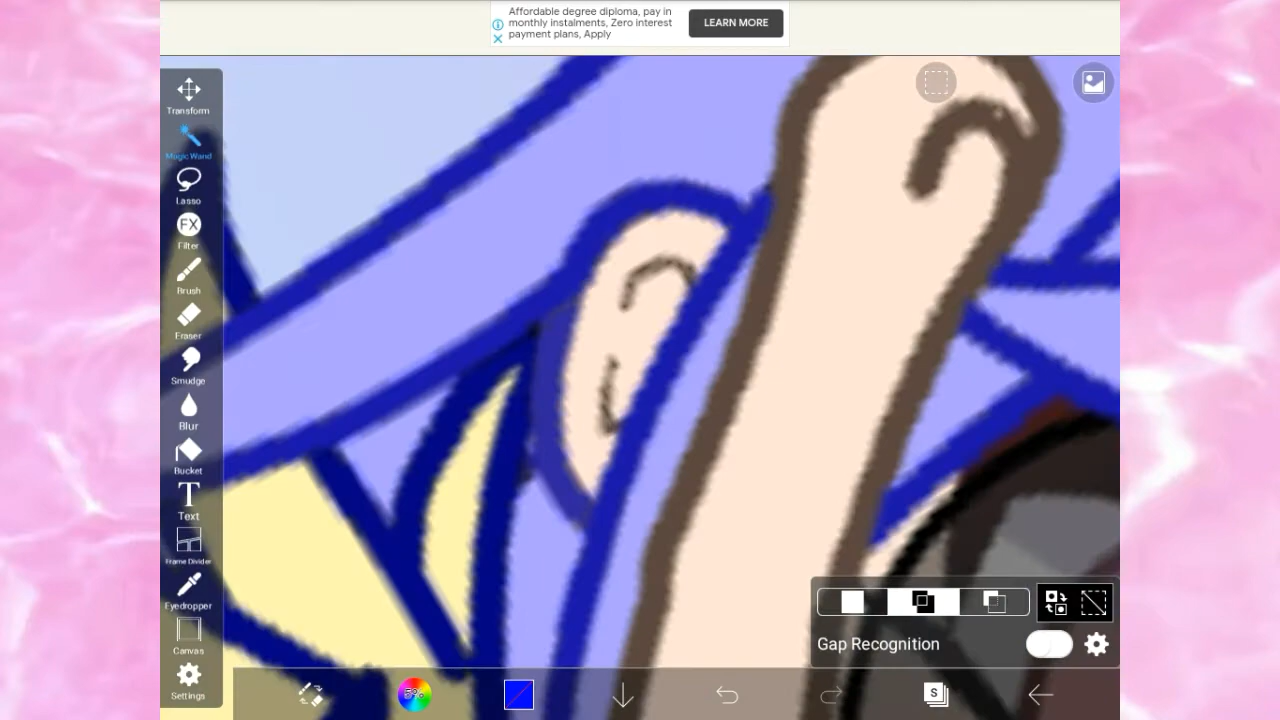 Affordable degree diploma, pay in
monthly instalments, Zero interest
payment plans, Apply
LEARN MORE
Transform
Magic Wand
Lasso
FX
Filter
Brush
Eraser
Smudge
Blur
Bucket
T
Text
Frame Divider
Eyedropper
Canvas
Settings
Gap Recognition
S